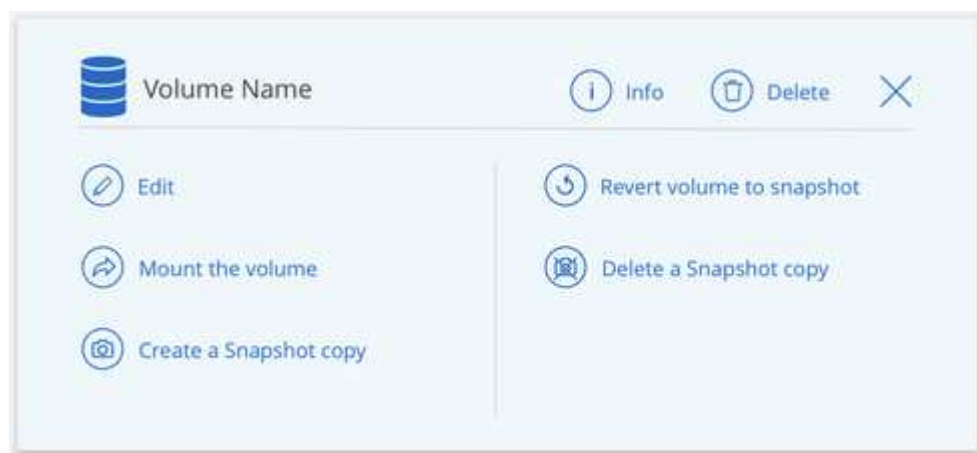 Volume Name
Info
Delete
Edit
Mount the volume
Create a Snapshot copy
Revert volume to snapshot
Delete a Snapshot copy